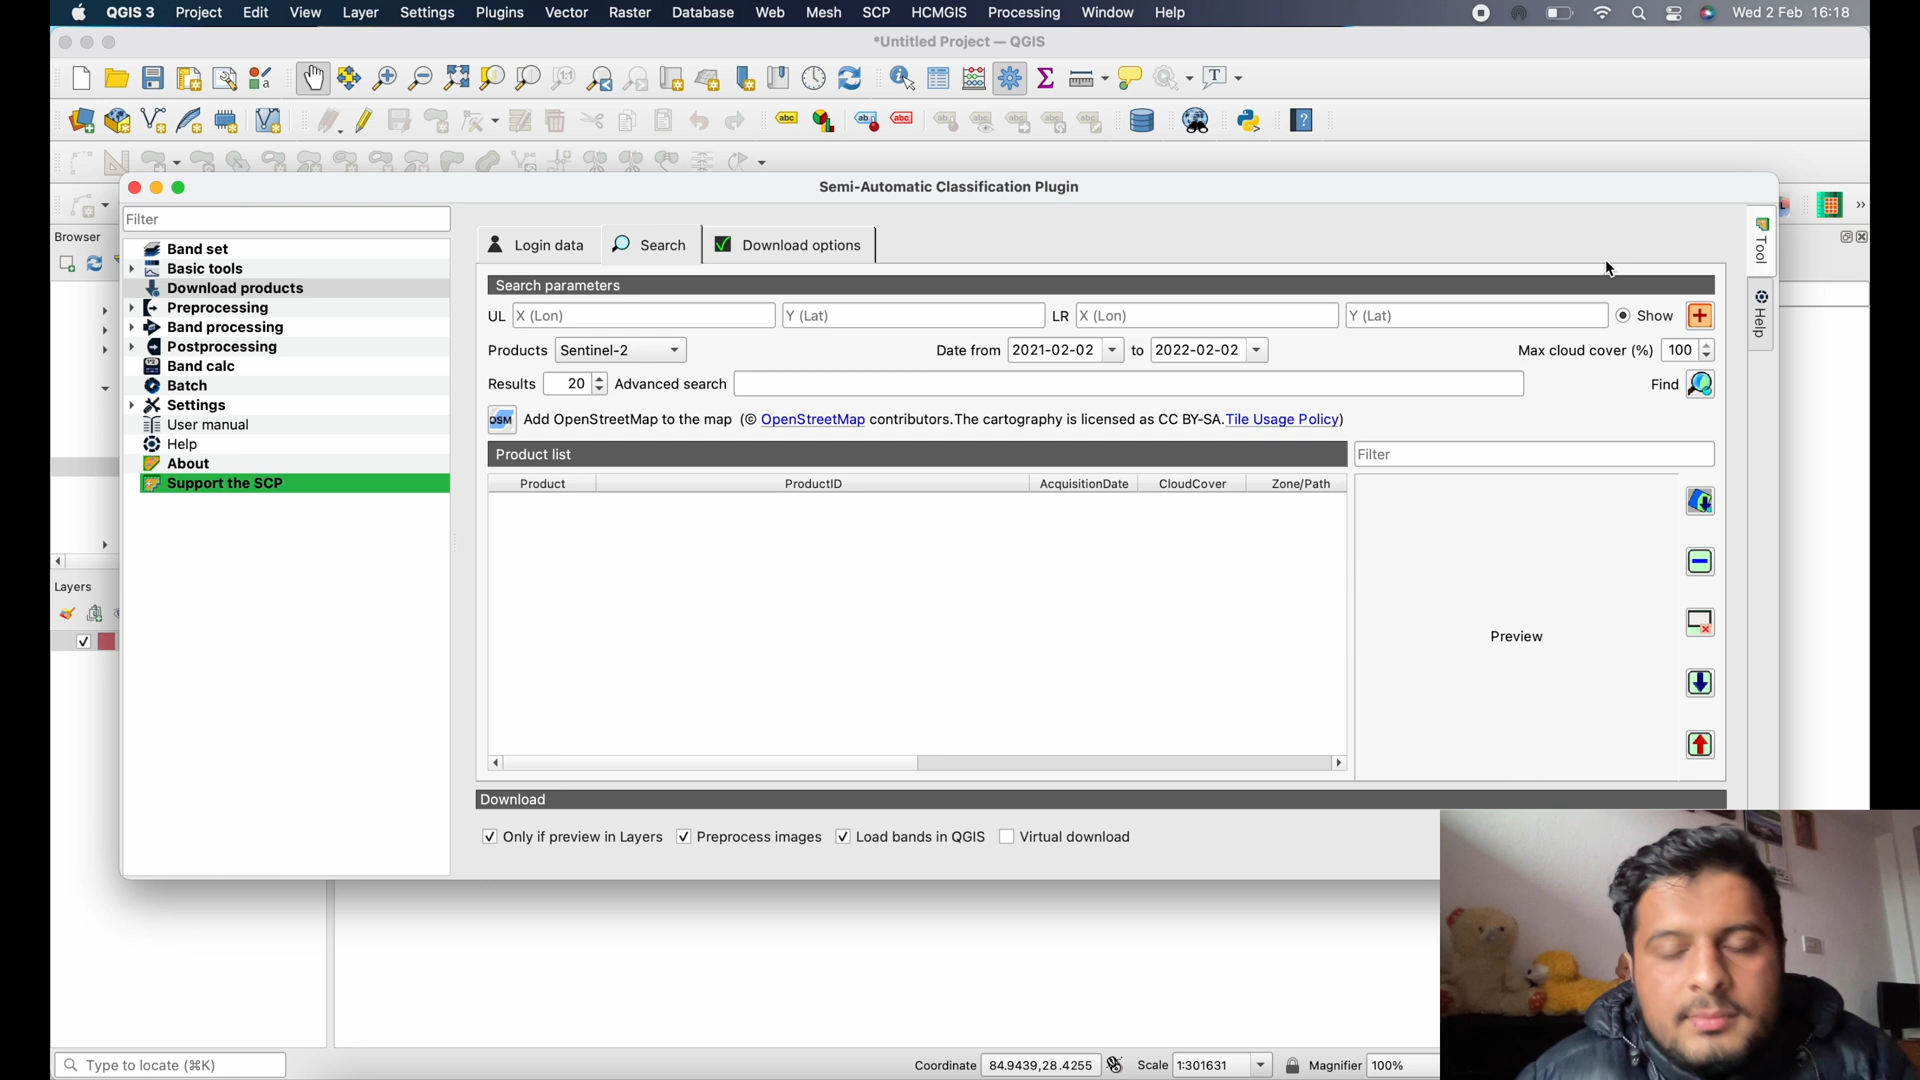 QGIS 3 Project Edit View Layer Settings Plugins Vector Raster Database Web Mesh SCP HCMGIS Processing Window Help Wed 2 Feb 16:18
*Untitled Project — QGIS
Semi-Automatic Classification Plugin
Browser
Layers
Filter
Band set
Basic tools
Download products
Preprocessing
Band processing
Postprocessing
Band calc
Batch
Settings
User manual
Help
About
Support the SCP
Login data Search Download options
Search parameters
UL X (Lon) Y (Lat) LR X (Lon) Y (Lat) Show
Products Sentinel-2 Date from 2021-02-02 to 2022-02-02 Max cloud cover (%) 100
Results 20 Advanced search Find
OSM Add OpenStreetMap to the map (© OpenStreetMap contributors.The cartography is licensed as CC BY-SA.Tile Usage Policy)
Product list Filter
Product ProductID AcquisitionDate CloudCover Zone/Path
Preview
Download
Only if preview in Layers Preprocess images Load bands in QGIS Virtual download
Tool
Help
Type to locate (⌘K) Coordinate 84.9439,28.4255 Scale 1:301631 Magnifier 100%